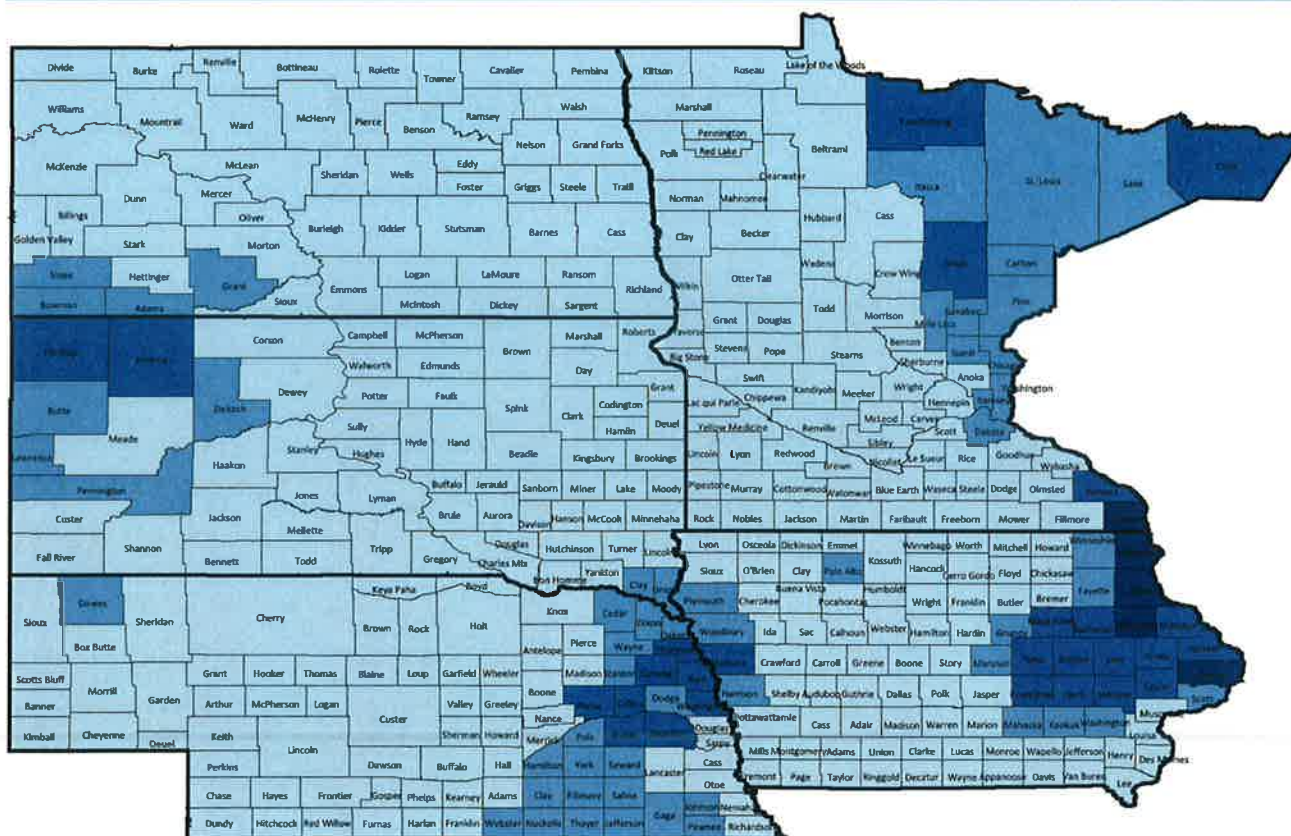 Divide
Burke
Renville
Bottineau
Rolette
Towner
Cavalier
Pembina
Kittson
Roseau
Lake of the Woods
Williams
Mountrail
Ward
McHenry
Pierce
Benson
Ramsey
Walsh
Marshall
Pennington
Red Lake
Polk
Beltrami
Clearwater
McKenzie
McLean
Sheridan
Wells
Eddy
Foster
Nelson
Grand Forks
Griggs
Steele
Traill
Norman
Mahnomen
Itasca
St. Louis
Lake
Cook
Dunn
Mercer
Oliver
Billings
Golden Valley
Stark
Morton
Burleigh
Kidder
Stutsman
Barnes
Cass
Clay
Becker
Hubbard
Cass
Slope
Hettinger
Grant
Bowman
Adams
Sioux
Emmons
Logan
LaMoure
Ransom
Richland
McIntosh
Dickey
Sargent
Wilkin
Otter Tail
Wadena
Crow Wing
Carlton
Pine
Todd
Morrison
Mille Lacs
Kanabec
Grant
Douglas
Traverse
Stevens
Pope
Stearns
Benson
Sherburne
Big Stone
Swift
Kandiyohi
Meeker
Wright
Anoka
Hennepin
Washington
Ramsey
Corson
Campbell
McPherson
Brown
Marshall
Roberts
Walworth
Edmunds
Day
Grant
Butte
Dewey
Potter
Faulk
Spink
Clark
Codington
Hamlin
Deuel
Meade
Sully
Hyde
Hand
Beadle
Kingsbury
Brookings
Lac qui Parle
Chippewa
Yellow Medicine
Renville
McLeod
Carver
Scott
Dakota
Sibley
Lincoln
Lyon
Redwood
Brown
Nicollet
Le Sueur
Rice
Goodhue
Wabasha
Lawrence
Haakon
Stanley
Hughes
Buffalo
Jerauld
Sanborn
Miner
Lake
Moody
Pipestone
Murray
Cottonwood
Watonwan
Blue Earth
Waseca
Steele
Dodge
Olmsted
Pennington
Jones
Lyman
Brule
Aurora
Davison
Hanson
McCook
Minnehaha
Rock
Nobles
Jackson
Martin
Faribault
Freeborn
Mower
Fillmore
Custer
Jackson
Mellette
Tripp
Gregory
Douglas
Charles Mix
Hutchinson
Turner
Lincoln
Fall River
Shannon
Bennett
Todd
Bon Homme
Yankton
Clay
Lyon
Osceola
Dickinson
Emmet
Kossuth
Winnebago
Worth
Mitchell
Howard
Sioux
O'Brien
Clay
Palo Alto
Hancock
Cerro Gordo
Floyd
Chickasaw
Plymouth
Cherokee
Buena Vista
Pocahontas
Humboldt
Wright
Franklin
Butler
Bremer
Fayette
Woodbury
Ida
Sac
Calhoun
Webster
Hamilton
Hardin
Grundy
Crawford
Carroll
Greene
Boone
Story
Marshall
Harrison
Shelby
Audubon
Guthrie
Dallas
Polk
Jasper
Pottawattamie
Cass
Adair
Madison
Warren
Marion
Mahaska
Keokuk
Washington
Scott
Mills
Montgomery
Adams
Union
Clarke
Lucas
Monroe
Wapello
Jefferson
Henry
Des Moines
Louisa
Fremont
Page
Taylor
Ringgold
Decatur
Wayne
Appanoose
Davis
Van Buren
Lee
Sioux
Dawes
Sheridan
Cherry
Keya Paha
Boyd
Knox
Cedar
Box Butte
Brown
Rock
Holt
Antelope
Pierce
Wayne
Scotts Bluff
Morrill
Garden
Grant
Hooker
Thomas
Blaine
Loup
Garfield
Wheeler
Boone
Madison
Stanton
Banner
Arthur
McPherson
Logan
Custer
Valley
Greeley
Nance
Dodge
Kimball
Cheyenne
Deuel
Keith
Lincoln
Sherman
Howard
Merrick
Polk
Douglas
Perkins
Dawson
Buffalo
Hall
Hamilton
York
Seward
Lancaster
Cass
Otoe
Chase
Hayes
Frontier
Gosper
Phelps
Kearney
Adams
Clay
Fillmore
Saline
Gage
Johnson
Nemaha
Dundy
Hitchcock
Red Willow
Furnas
Harlan
Franklin
Webster
Nuckolls
Thayer
Jefferson
Pawnee
Richardson